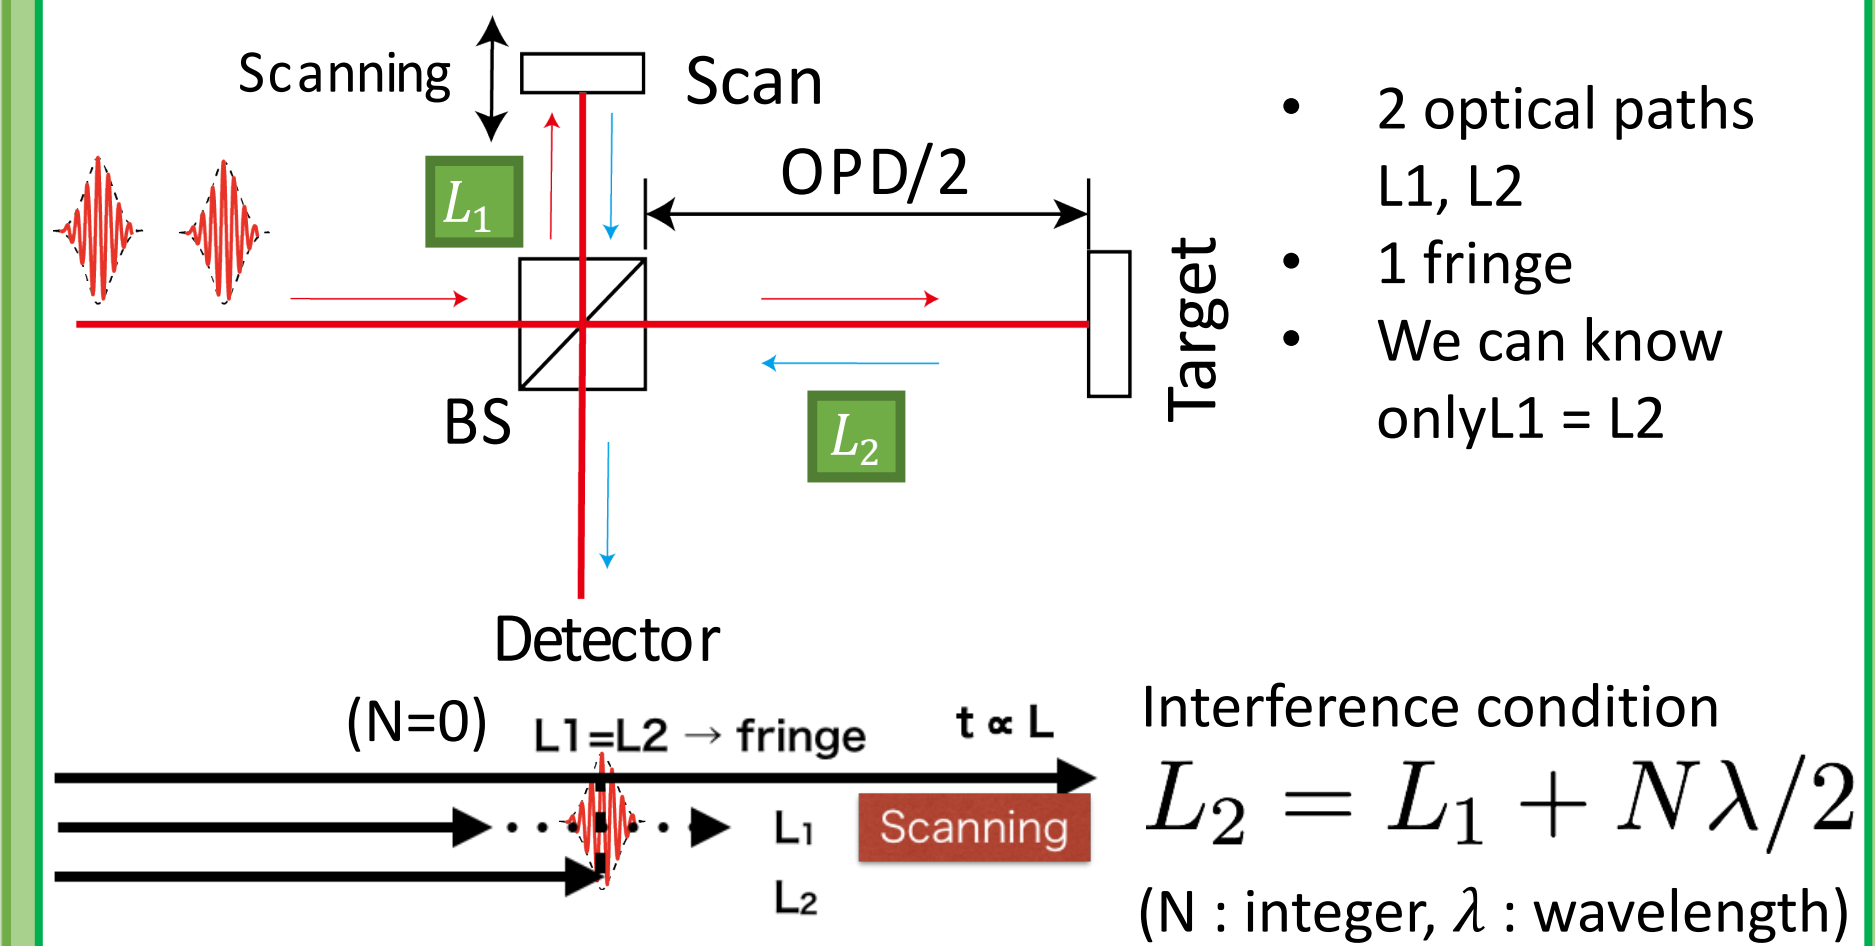 Scanning
Scan
L₁
OPD/2
Target
BS
L₂
Detector
• 2 optical paths
L1, L2
• 1 fringe
• We can know
onlyL1 = L2
(N=0)
L1=L2 → fringe
t ∝ L
L₁
Scanning
L₂
Interference condition
L₂ = L₁ + Nλ/2
(N : integer, λ : wavelength)